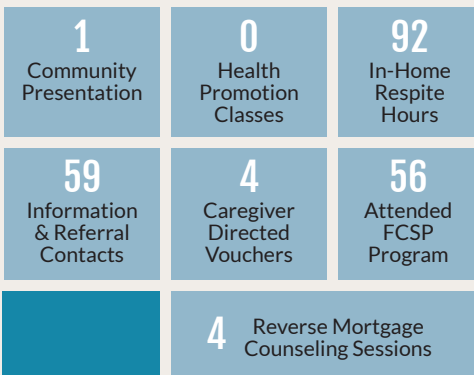 1
Community
Presentation
0
Health
Promotion
Classes
92
In-Home
Respite
Hours
59
Information
& Referral
Contacts
4
Caregiver
Directed
Vouchers
56
Attended
FCSP
Program
4
Reverse Mortgage
Counseling Sessions